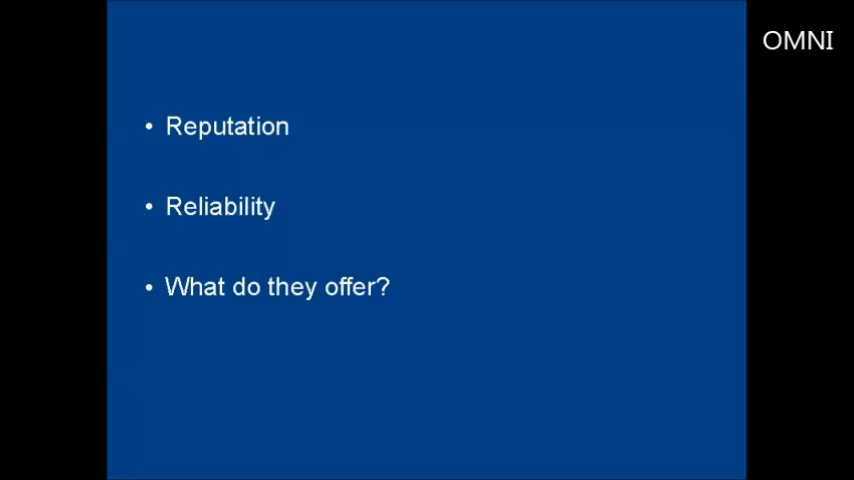 OMNI
• Reputation
• Reliability
• What do they offer?